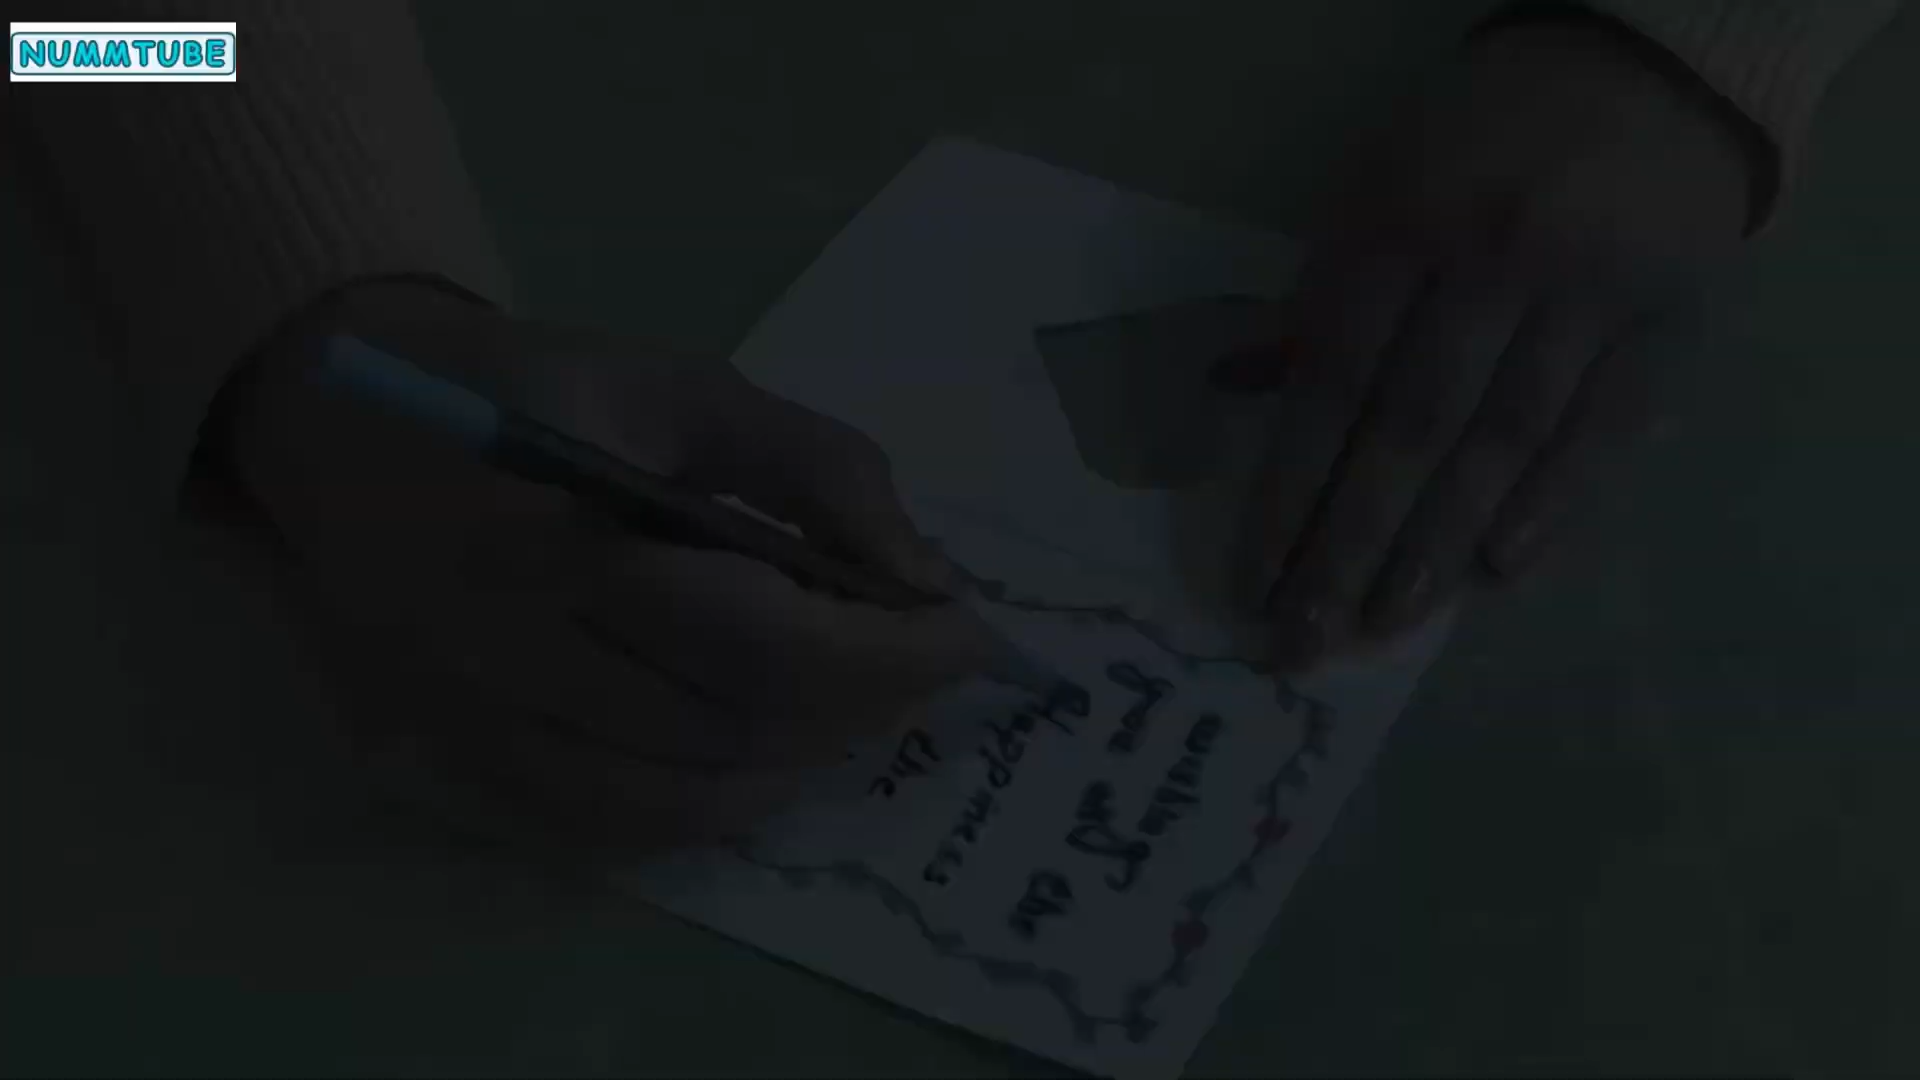 NUMMTUBE
wishing
you all the
happiness
the